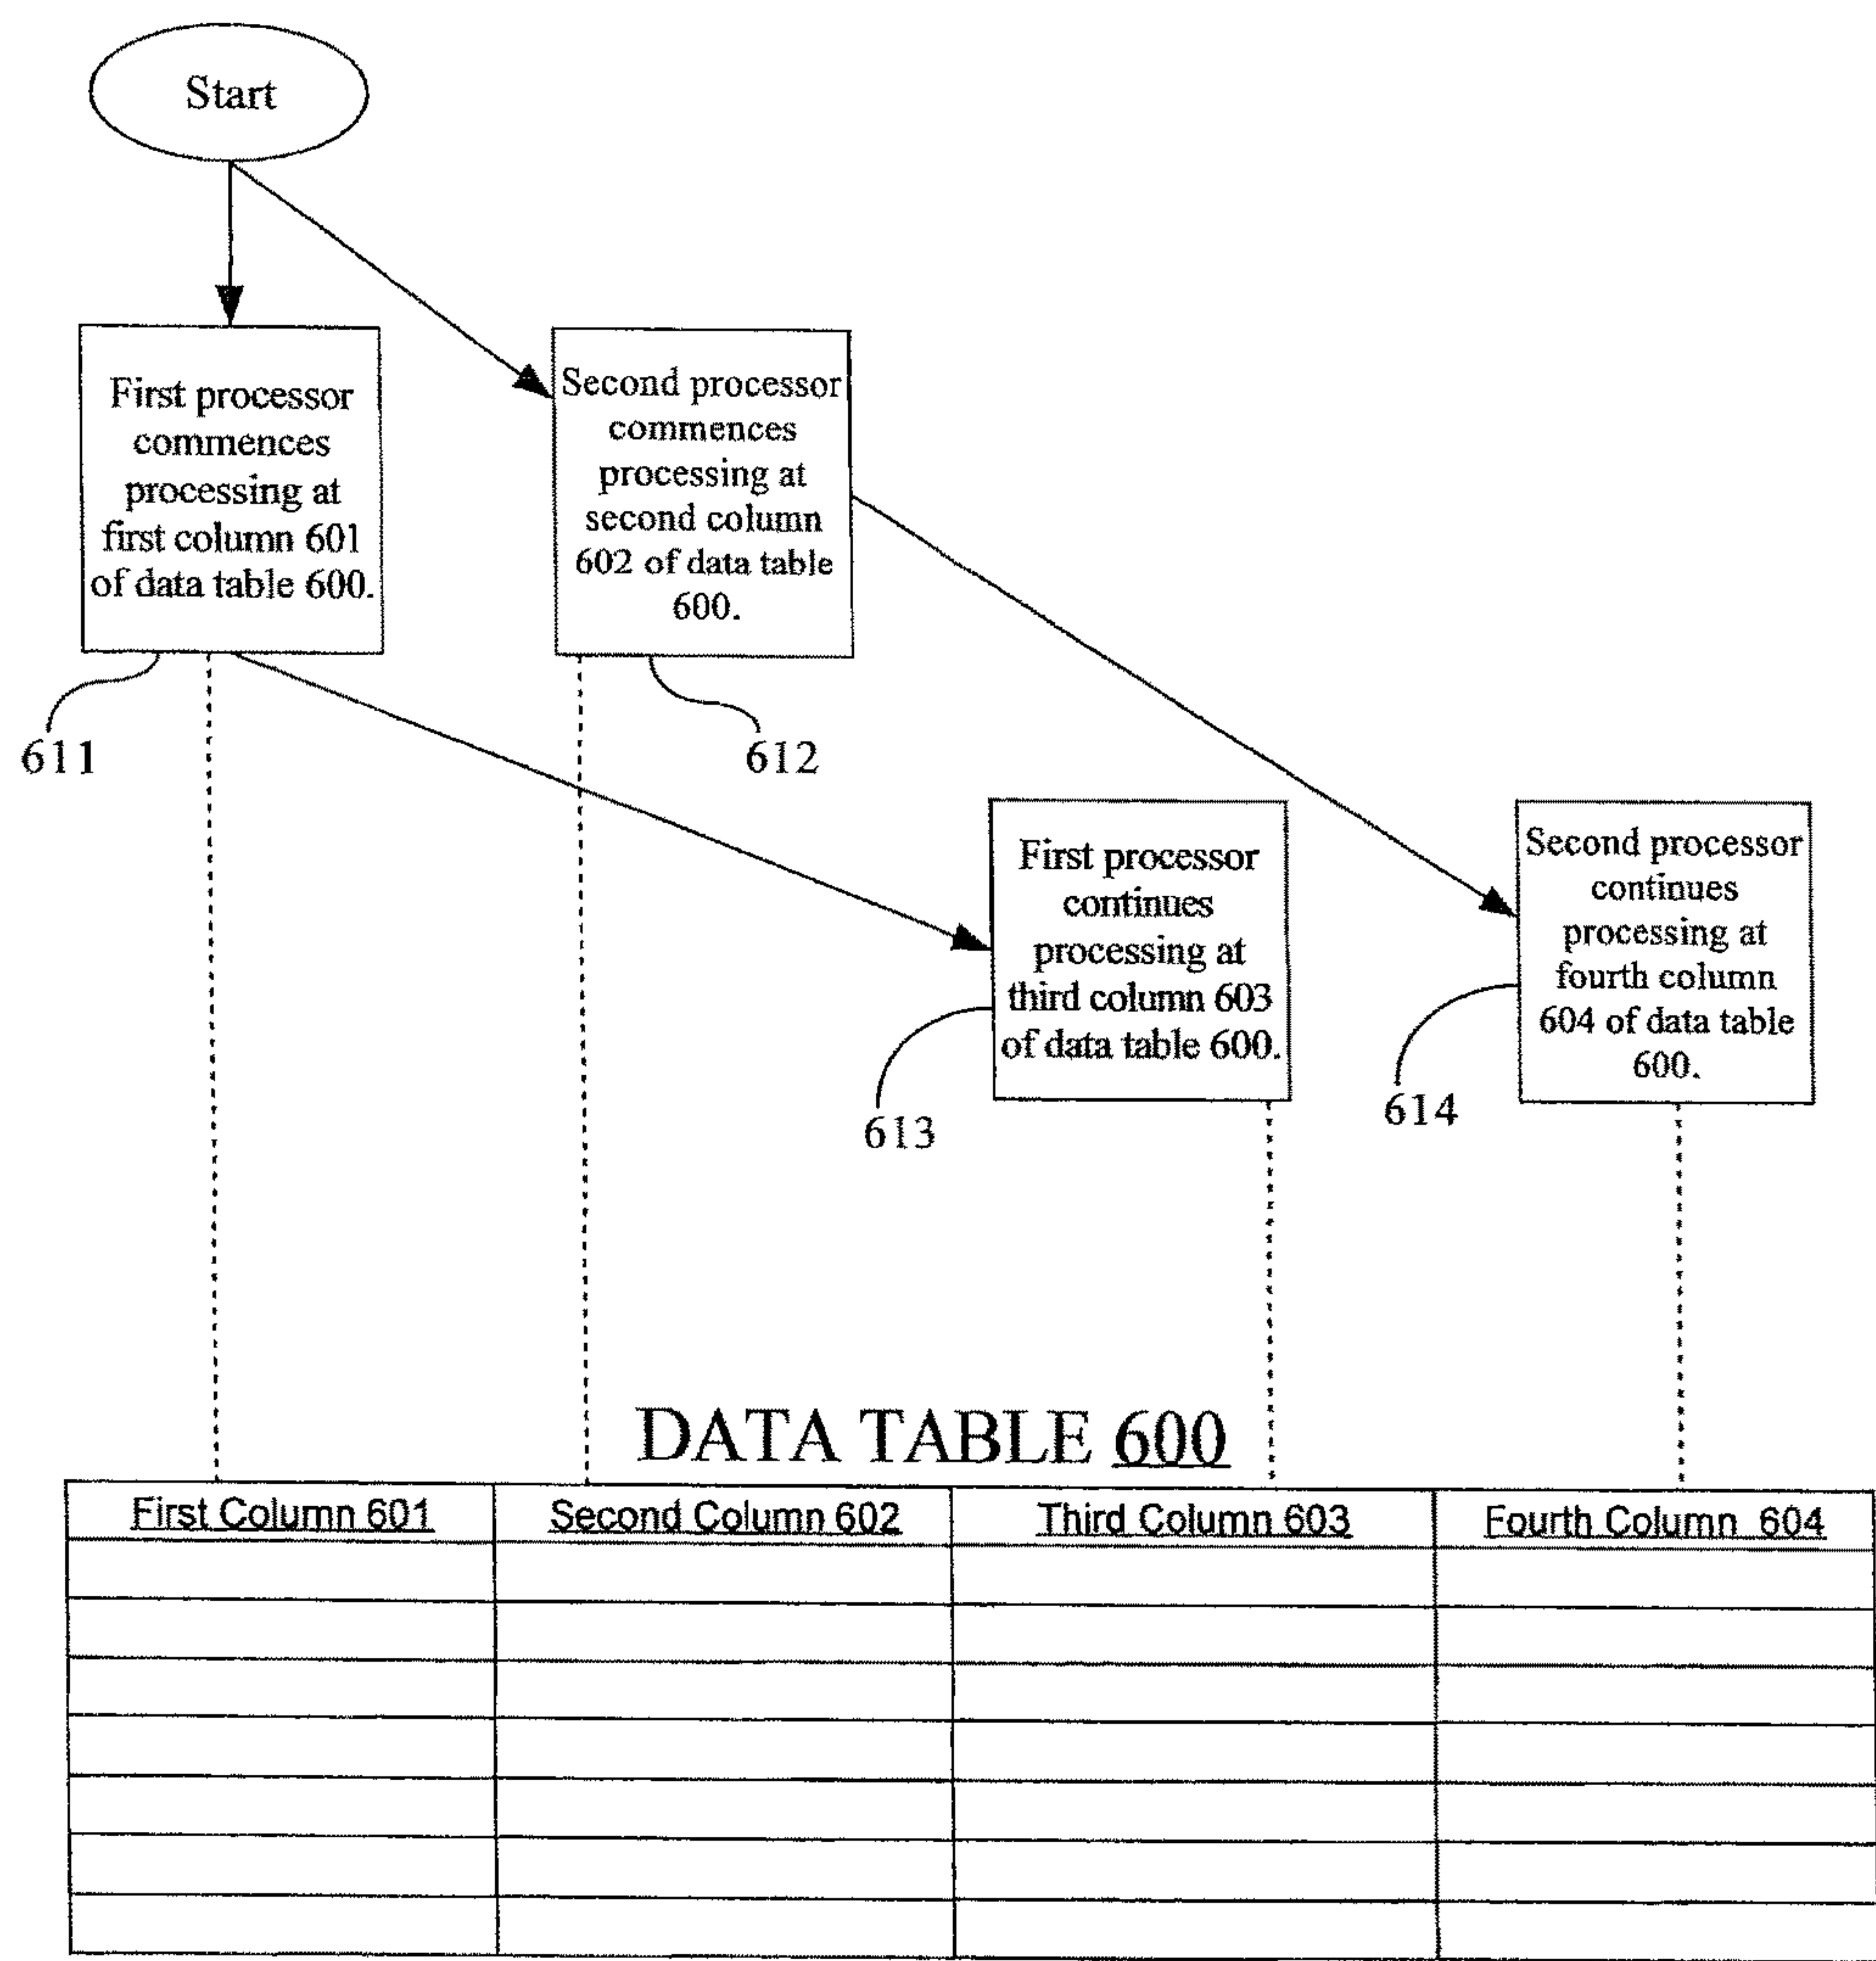 Start
First processor
commences
processing at
first column 601
of data table 600.
Second processor
commences
processing at
second column
602 of data table
600.
611
612
First processor
continues
processing at
third column 603
of data table 600.
Second processor
continues
processing at
fourth column
604 of data table
600.
613
614
DATA TABLE 600
First Column 601
Second Column 602
Third Column 603
Fourth Column 604